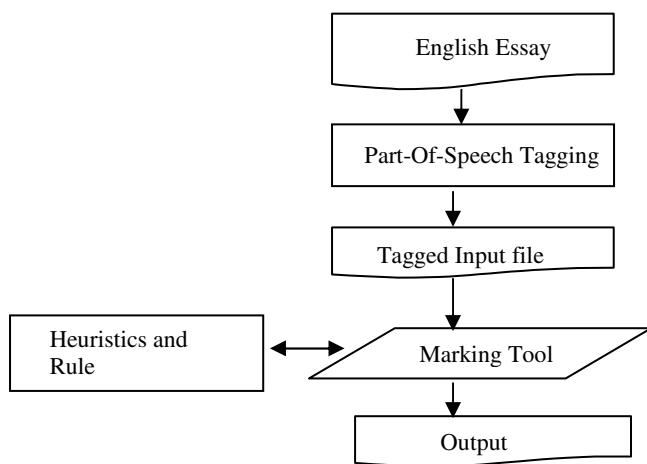 English Essay
Part-Of-Speech Tagging
Tagged Input file
Heuristics and
Rule
Marking Tool
Output